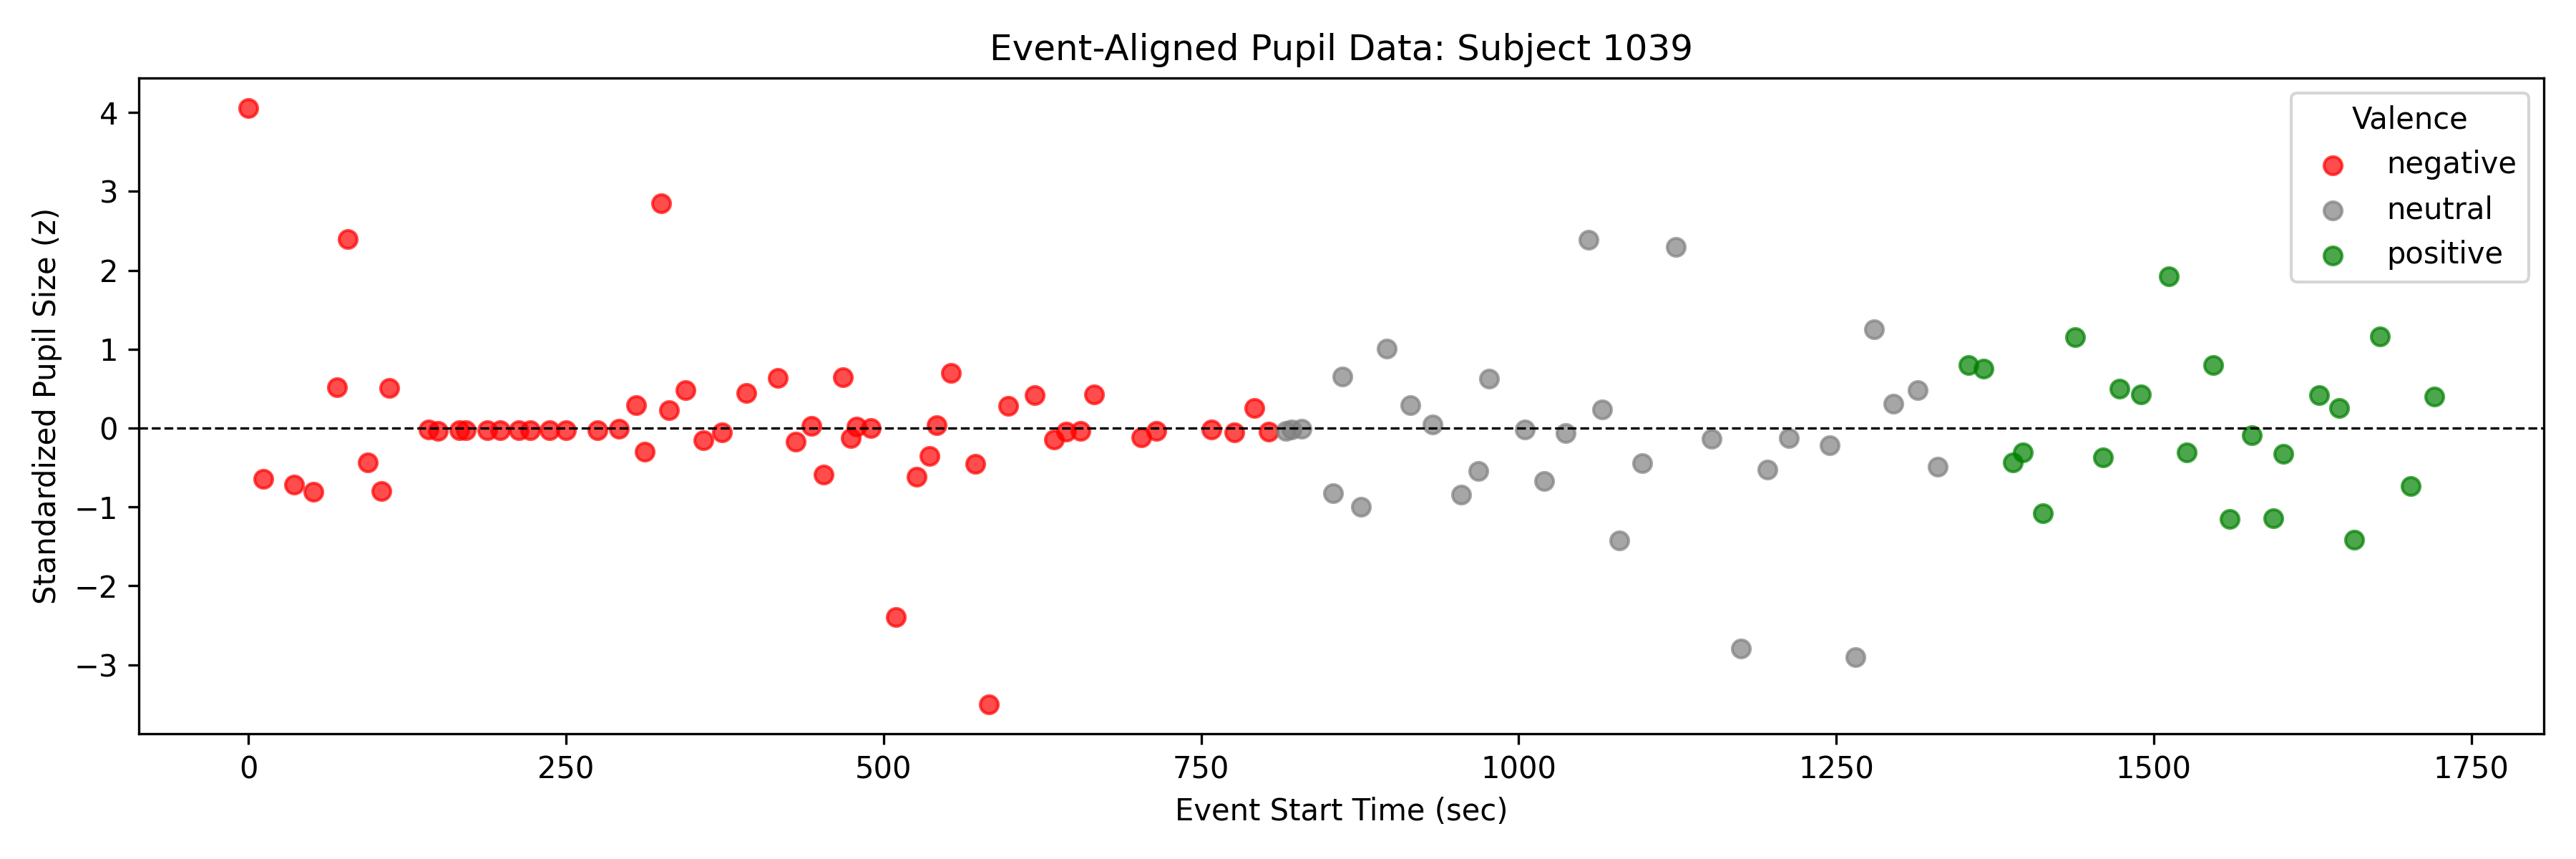 Event-Aligned Pupil Data: Subject 1039
Standardized Pupil Size (z)
4
3
2
1
0
−1
−2
−3
Valence
negative
neutral
positive
0 250 500 750 1000 1250 1500 1750
Event Start Time (sec)